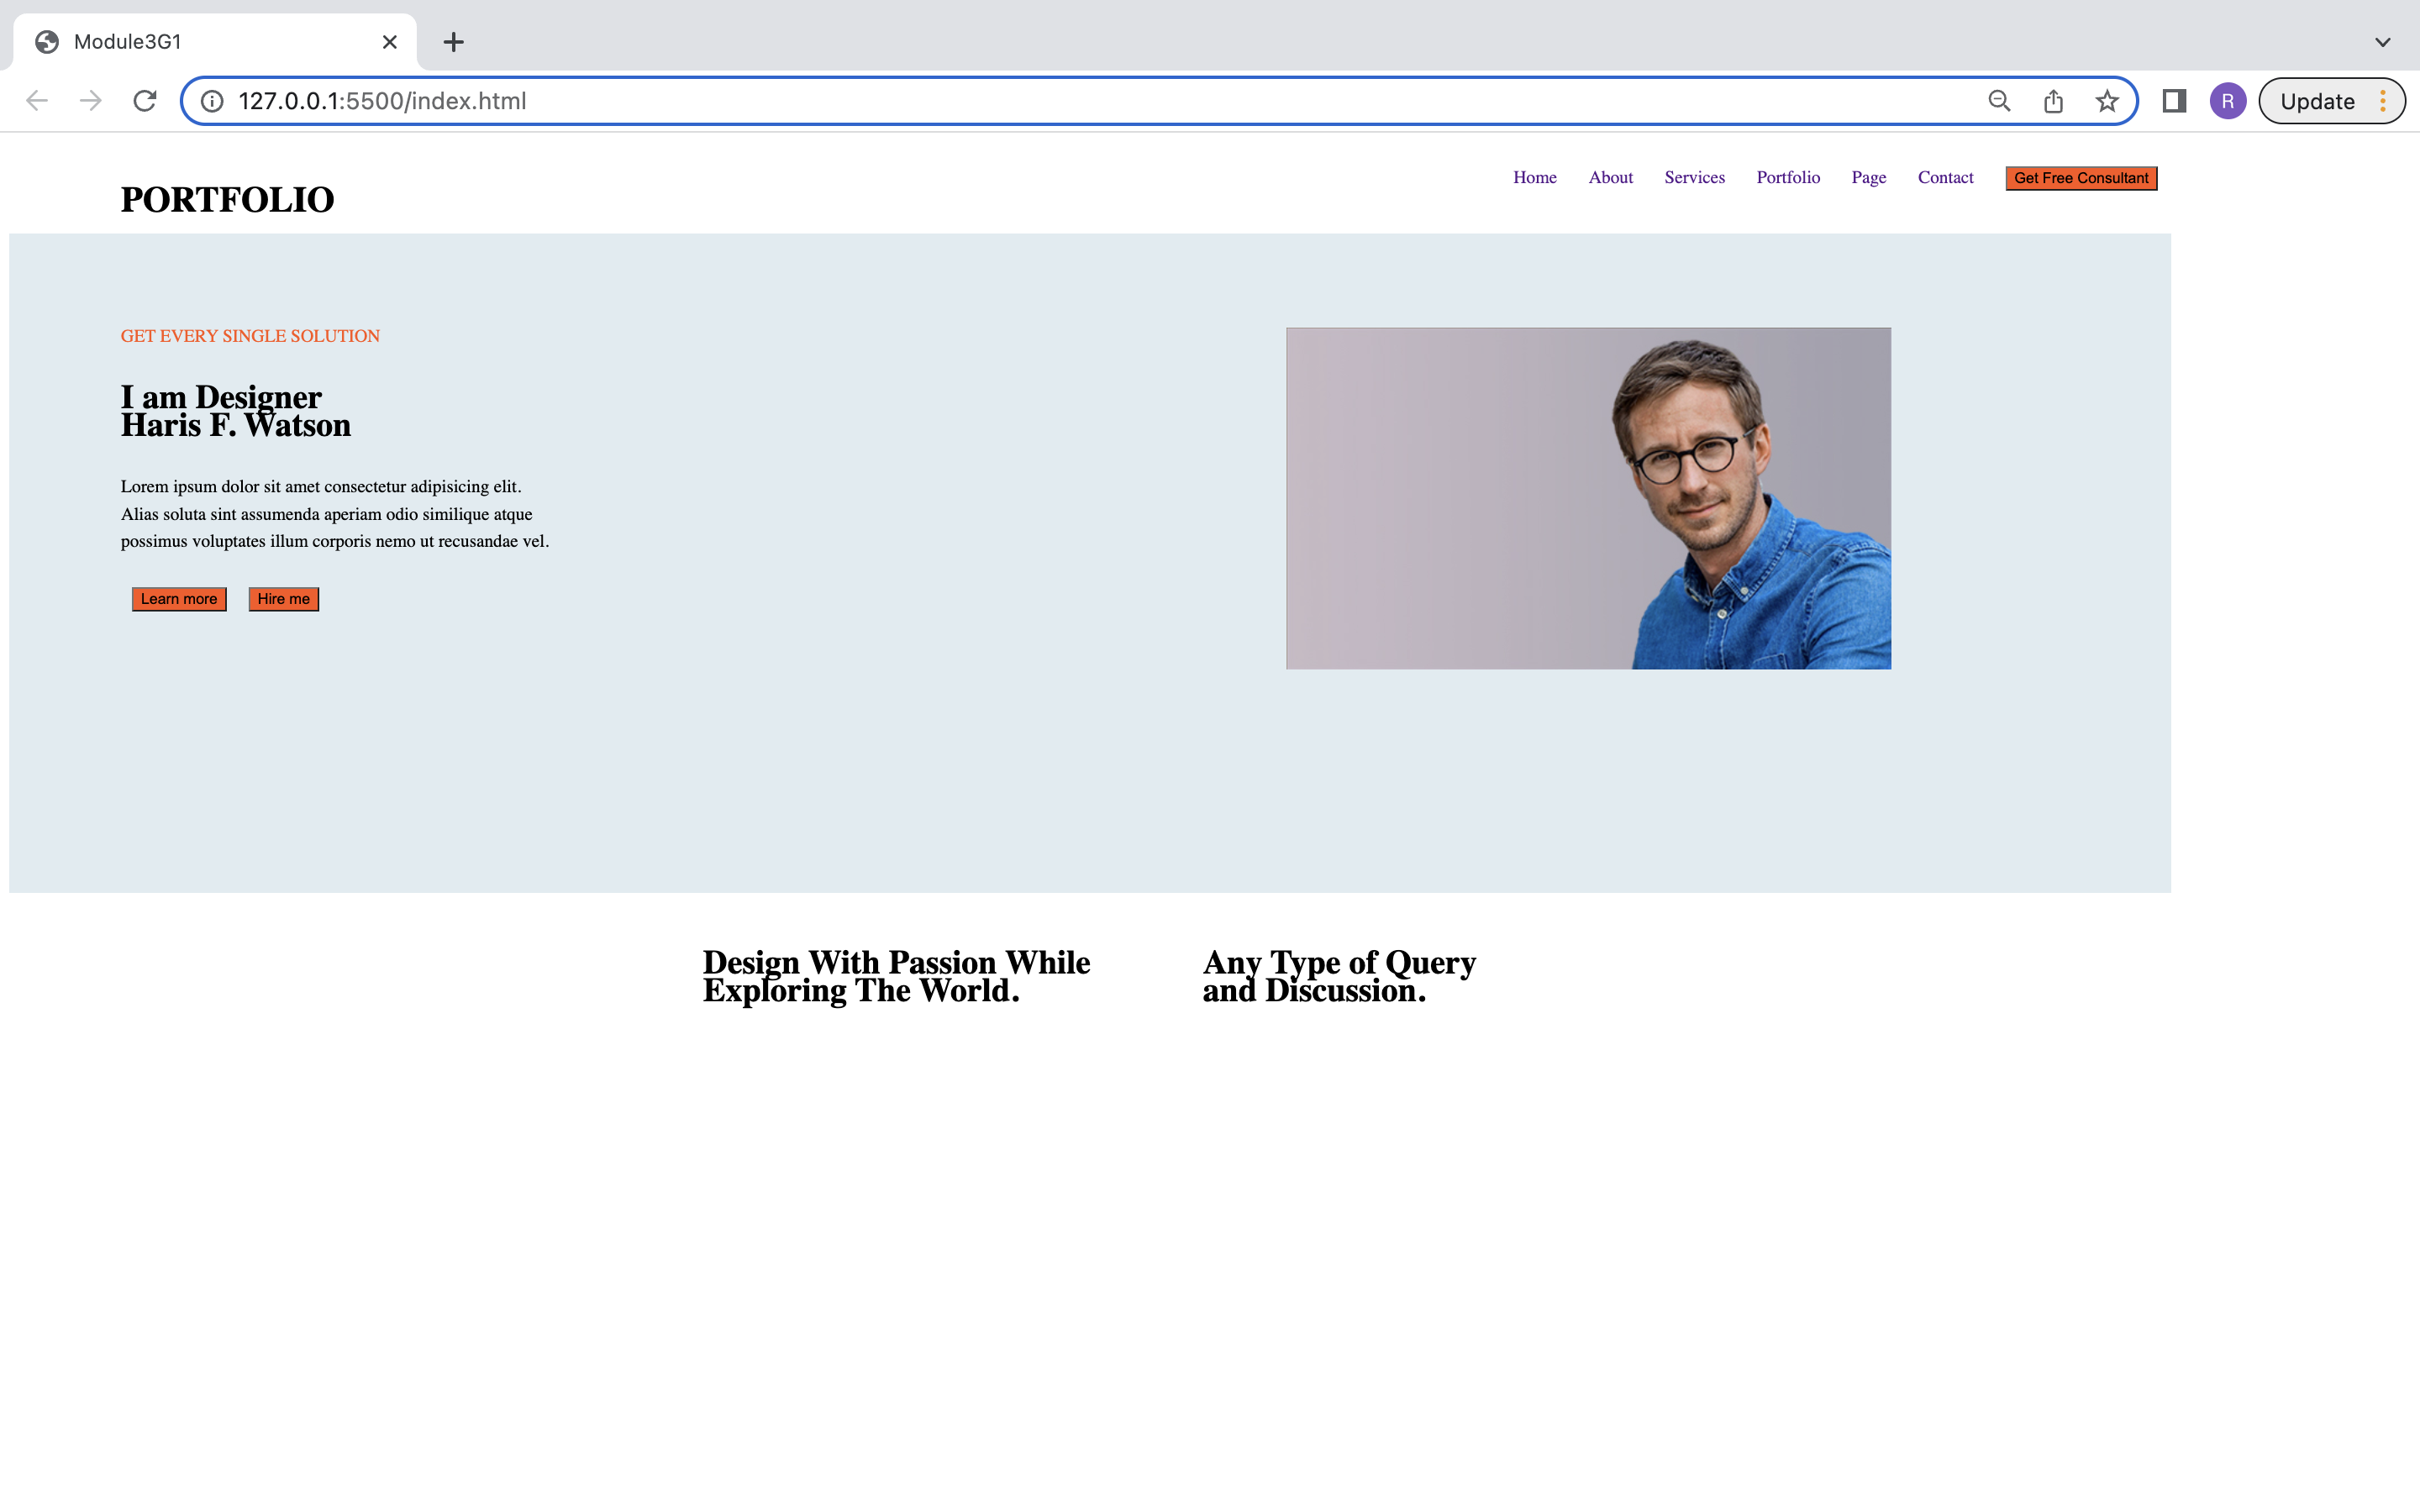 Module3G1
127.0.0.1:5500/index.html
R
Update
PORTFOLIO
Home About Services Portfolio Page Contact Get Free Consultant
GET EVERY SINGLE SOLUTION
I am Designer
Haris F. Watson
Lorem ipsum dolor sit amet consectetur adipisicing elit.
Alias soluta sint assumenda aperiam odio similique atque
possimus voluptates illum corporis nemo ut recusandae vel.
Learn more Hire me
Design With Passion While
Exploring The World.
Any Type of Query
and Discussion.